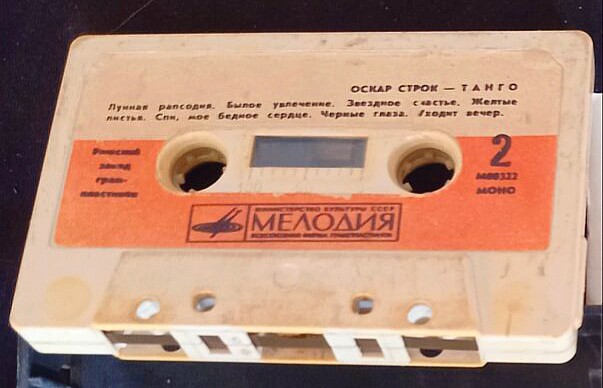 ОСКАР СТРОК — ТАНГО
Лунная рапсодия. Былое увлечение. Звездное счастье. Желтые
листья. Спи, мое бедное сердце. Черные глаза. Уходит вечер.
Рижский
завод
грам-
пластинок
2
М00322
МОНО
МИНИСТЕРСТВО КУЛЬТУРЫ СССР
МЕЛОДИЯ
ВСЕСОЮЗНАЯ ФИРМА ГРАМПЛАСТИНОК